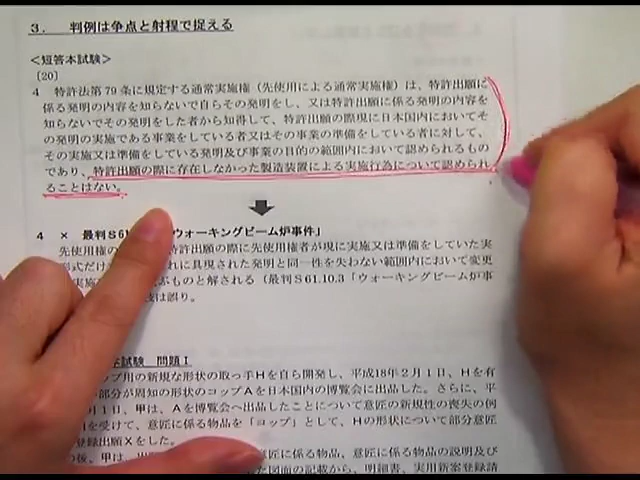 3． 判例は争点と射程で捉える
＜短答本試験＞
〔20〕
4 特許法第79条に規定する通常実施権（先使用による通常実施権）は、特許出願に
係る発明の内容を知らないで自らその発明をし、又は特許出願に係る発明の内容を
知らないでその発明をした者から知得して、特許出願の際現に日本国内においてそ
の発明の実施である事業をしている者又はその事業の準備をしている者に対して、
その実施又は準備をしている発明及び事業の目的の範囲内において認められるもの
であり、特許出願の際に存在しなかった製造装置による実施行為について認められ
ることはない。
4 × 最判S61. ウォーキングビーム炉事件」
先使用権の 特許出願の際に先使用権者が現に実施又は準備をしていた実
形式だけ れに具現された発明と同一性を失わない範囲内において変更
実施 ぶものと解される（最判S61.10.3「ウォーキングビーム炉事
は誤り。
本試験 問題Ⅰ
ップ用の新規な形状の取っ手Hを自ら開発し、平成18年2月1日、Hを有
部分が周知の形状のコップAを日本国内の博覧会に出品した。さらに、平
月1日、甲は、Aを博覧会へ出品したことについて意匠の新規性の喪失の例
を受けて、意匠に係る物品を「コップ」として、Hの形状について部分意匠
登録出願Xをした。
の後、甲は、出 意匠に係る物品、意匠に係る物品の説明及び
た図面の記載から、明細書、実用新案登録請